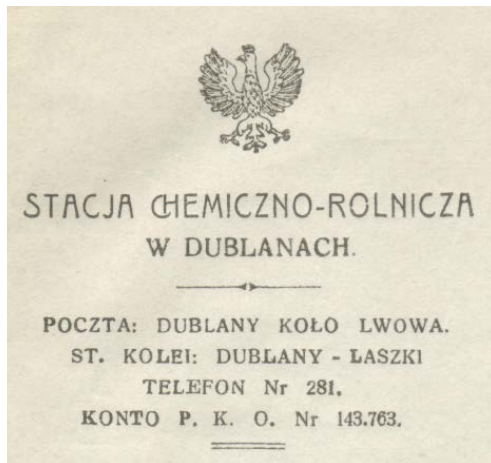 STACJA CHEMICZNO-ROLNICZA
W DUBLANACH.
POCZTA: DUBLANY KOŁO LWOWA.
ST. KOLEI: DUBLANY - ŁASZKI
TELEFON Nr 281.
KONTO P. K. O. Nr 143.763.